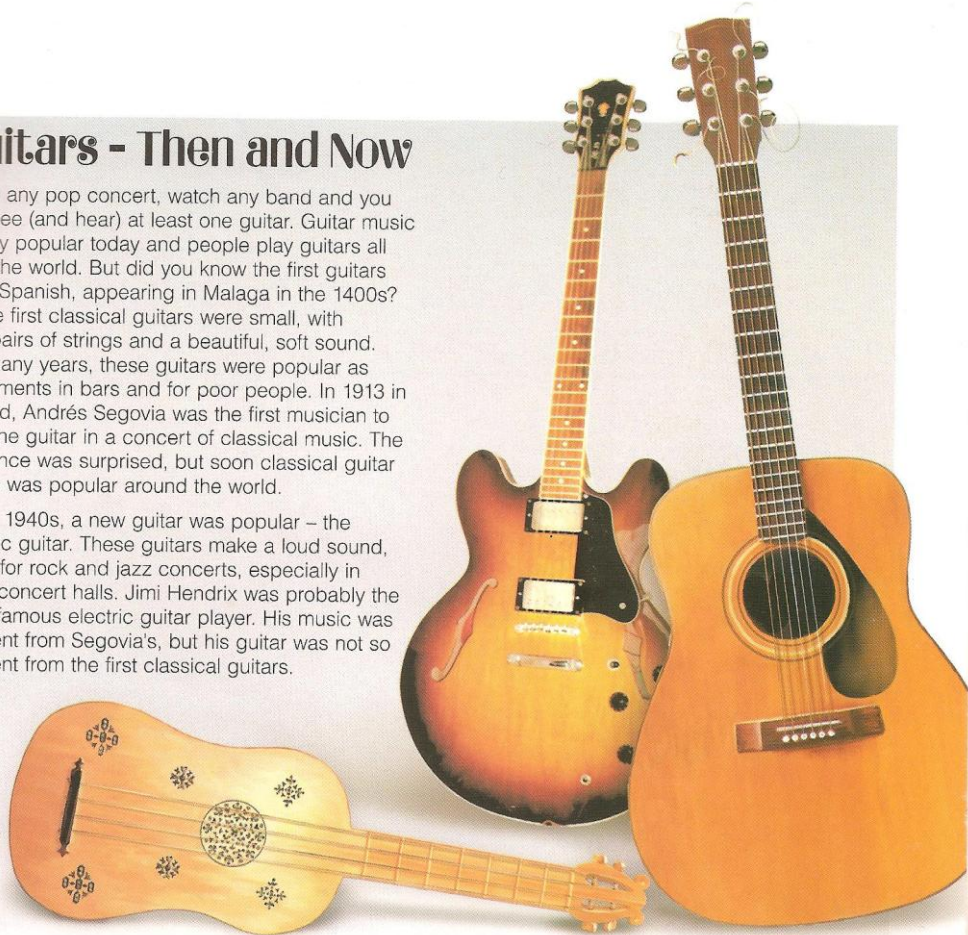 itars - Then and Now
any pop concert, watch any band and you
ee (and hear) at least one guitar. Guitar music
y popular today and people play guitars all
he world. But did you know the first guitars
Spanish, appearing in Malaga in the 1400s?
e first classical guitars were small, with
pairs of strings and a beautiful, soft sound.
any years, these guitars were popular as
ments in bars and for poor people. In 1913 in
d, Andrés Segovia was the first musician to
he guitar in a concert of classical music. The
nce was surprised, but soon classical guitar
was popular around the world.
1940s, a new guitar was popular – the
c guitar. These guitars make a loud sound,
for rock and jazz concerts, especially in
concert halls. Jimi Hendrix was probably the
famous electric guitar player. His music was
ent from Segovia's, but his guitar was not so
ent from the first classical guitars.